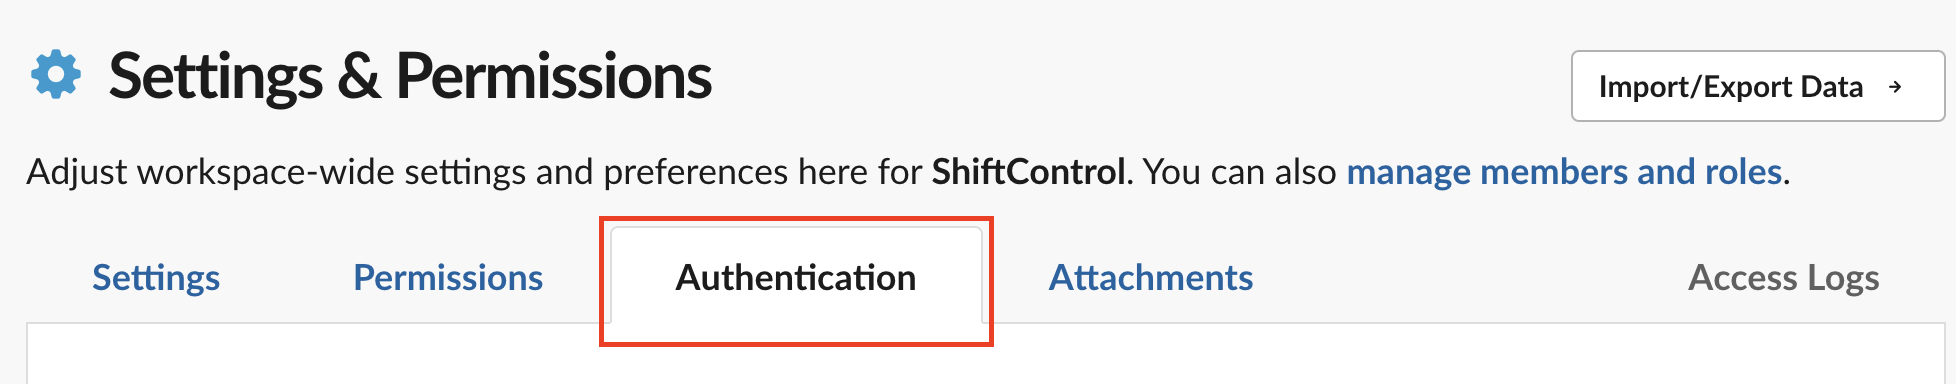 Settings & Permissions
Import/Export Data →
Adjust workspace-wide settings and preferences here for ShiftControl. You can also manage members and roles.
Settings Permissions Authentication Attachments Access Logs